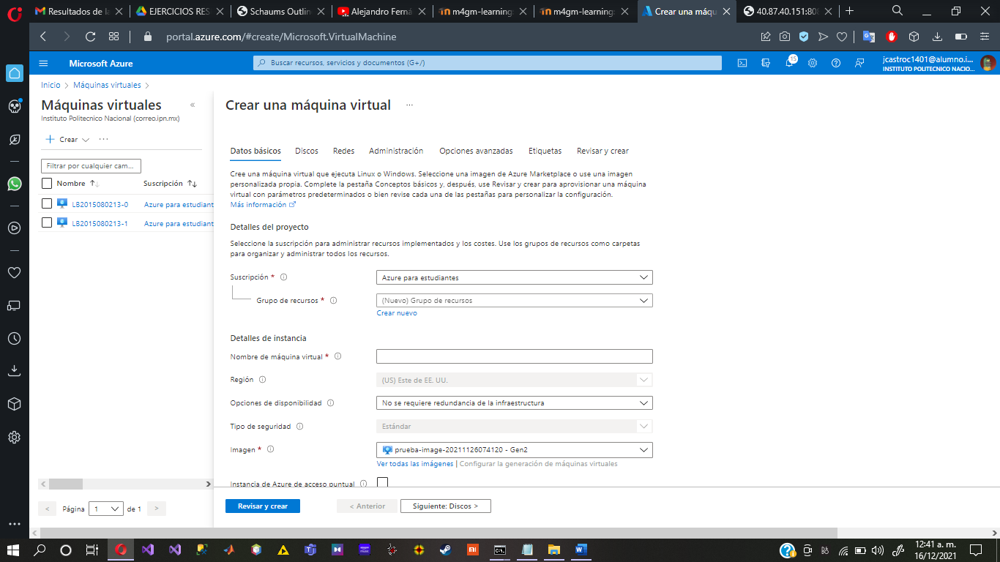 Resultados de la
EJERCICIOS RES
Schaums Outlin
Alejandro Ferná
m4gm-learning
m4gm-learning
Crear una máqu
40.87.40.151:808
portal.azure.com/#create/Microsoft.VirtualMachine
Microsoft Azure
Buscar recursos, servicios y documentos (G+/)
15
jcastroc1401@alumno.i...
INSTITUTO POLITECNICO NACIO...
Inicio > Máquinas virtuales >
Máquinas virtuales
Instituto Politecnico Nacional (correo.ipn.mx)
Crear
Filtrar por cualquier cam...
Nombre
Suscripción
LB2015080213-0
Azure para estudiant
LB2015080213-1
Azure para estudiant
< Página 1 de 1 >
Crear una máquina virtual ...
Datos básicos Discos Redes Administración Opciones avanzadas Etiquetas Revisar y crear
Cree una máquina virtual que ejecuta Linux o Windows. Seleccione una imagen de Azure Marketplace o use una imagen
personalizada propia. Complete la pestaña Conceptos básicos y, después, use Revisar y crear para aprovisionar una máquina
virtual con parámetros predeterminados o bien revise cada una de las pestañas para personalizar la configuración.
Más información
Detalles del proyecto
Seleccione la suscripción para administrar recursos implementados y los costes. Use los grupos de recursos como carpetas
para organizar y administrar todos los recursos.
Suscripción *
Azure para estudiantes
Grupo de recursos *
(Nuevo) Grupo de recursos
Crear nuevo
Detalles de instancia
Nombre de máquina virtual *
Región
(US) Este de EE. UU.
Opciones de disponibilidad
No se requiere redundancia de la infraestructura
Tipo de seguridad
Estándar
Imagen *
prueba-image-20211126074120 - Gen2
Ver todas las imágenes | Configurar la generación de máquinas virtuales
Instancia de Azure de acceso puntual
Revisar y crear
< Anterior
Siguiente: Discos >
12:41 a. m.
16/12/2021